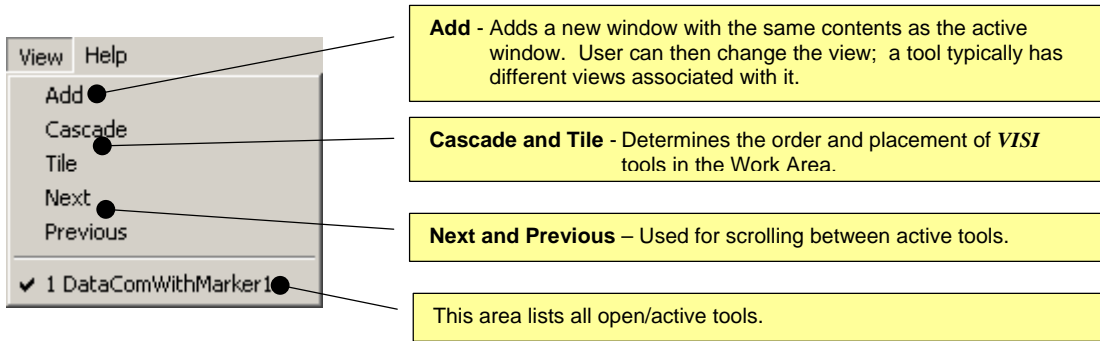 View Help
Add
Cascade
Tile
Next
Previous
✔ 1 DataComWithMarker1
Add - Adds a new window with the same contents as the active
window. User can then change the view; a tool typically has
different views associated with it.
Cascade and Tile - Determines the order and placement of VISI
tools in the Work Area.
Next and Previous – Used for scrolling between active tools.
This area lists all open/active tools.